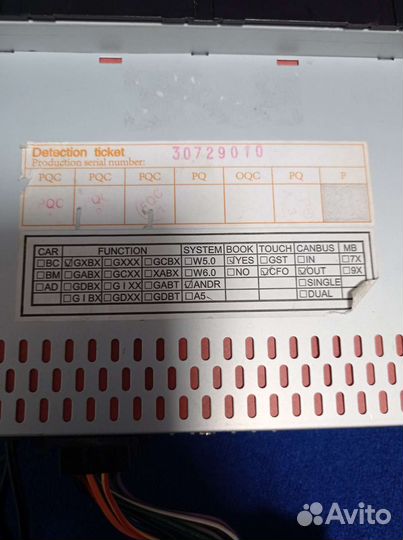 Detection ticket
Production serial number:
30729010
PQC PQC PQC PQ OQC PQ P
PQC PQC
CAR FUNCTION SYSTEM BOOK TOUCH CANBUS MB
☐BC ☑GXBX ☐GXXX ☐GCBX ☐W5.0 ☑YES ☐GST ☐IN ☐7X
☐BM ☐GABX ☐GCXX ☐XABX ☐W6.0 ☐NO ☑CFO ☑OUT ☐9X
☐AD ☐GDBX ☐GIXX ☐GABT ☑ANDR ☐SINGLE
☐GIBX ☐GDXX ☐GDBT ☐A5 ☐DUAL
Avito